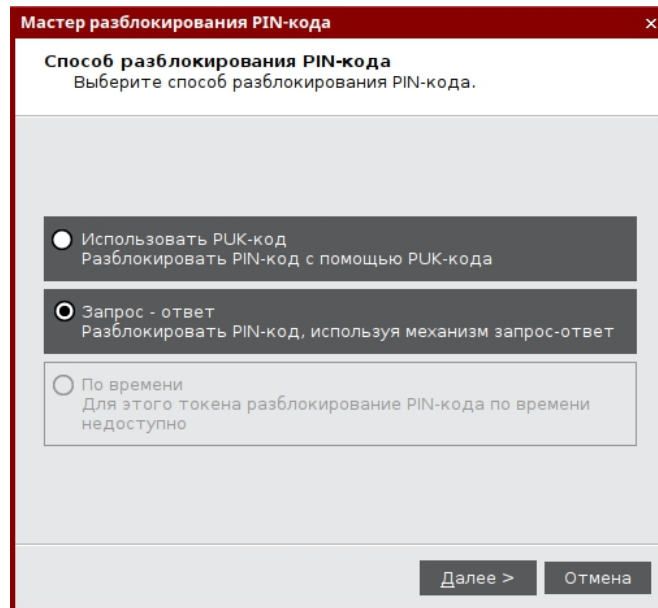 Мастер разблокирования PIN-кода
Способ разблокирования PIN-кода
Выберите способ разблокирования PIN-кода.
Использовать PUK-код
Разблокировать PIN-код с помощью PUK-кода
Запрос - ответ
Разблокировать PIN-код, используя механизм запрос-ответ
По времени
Для этого токена разблокирование PIN-кода по времени
недоступно
Далее >
Отмена